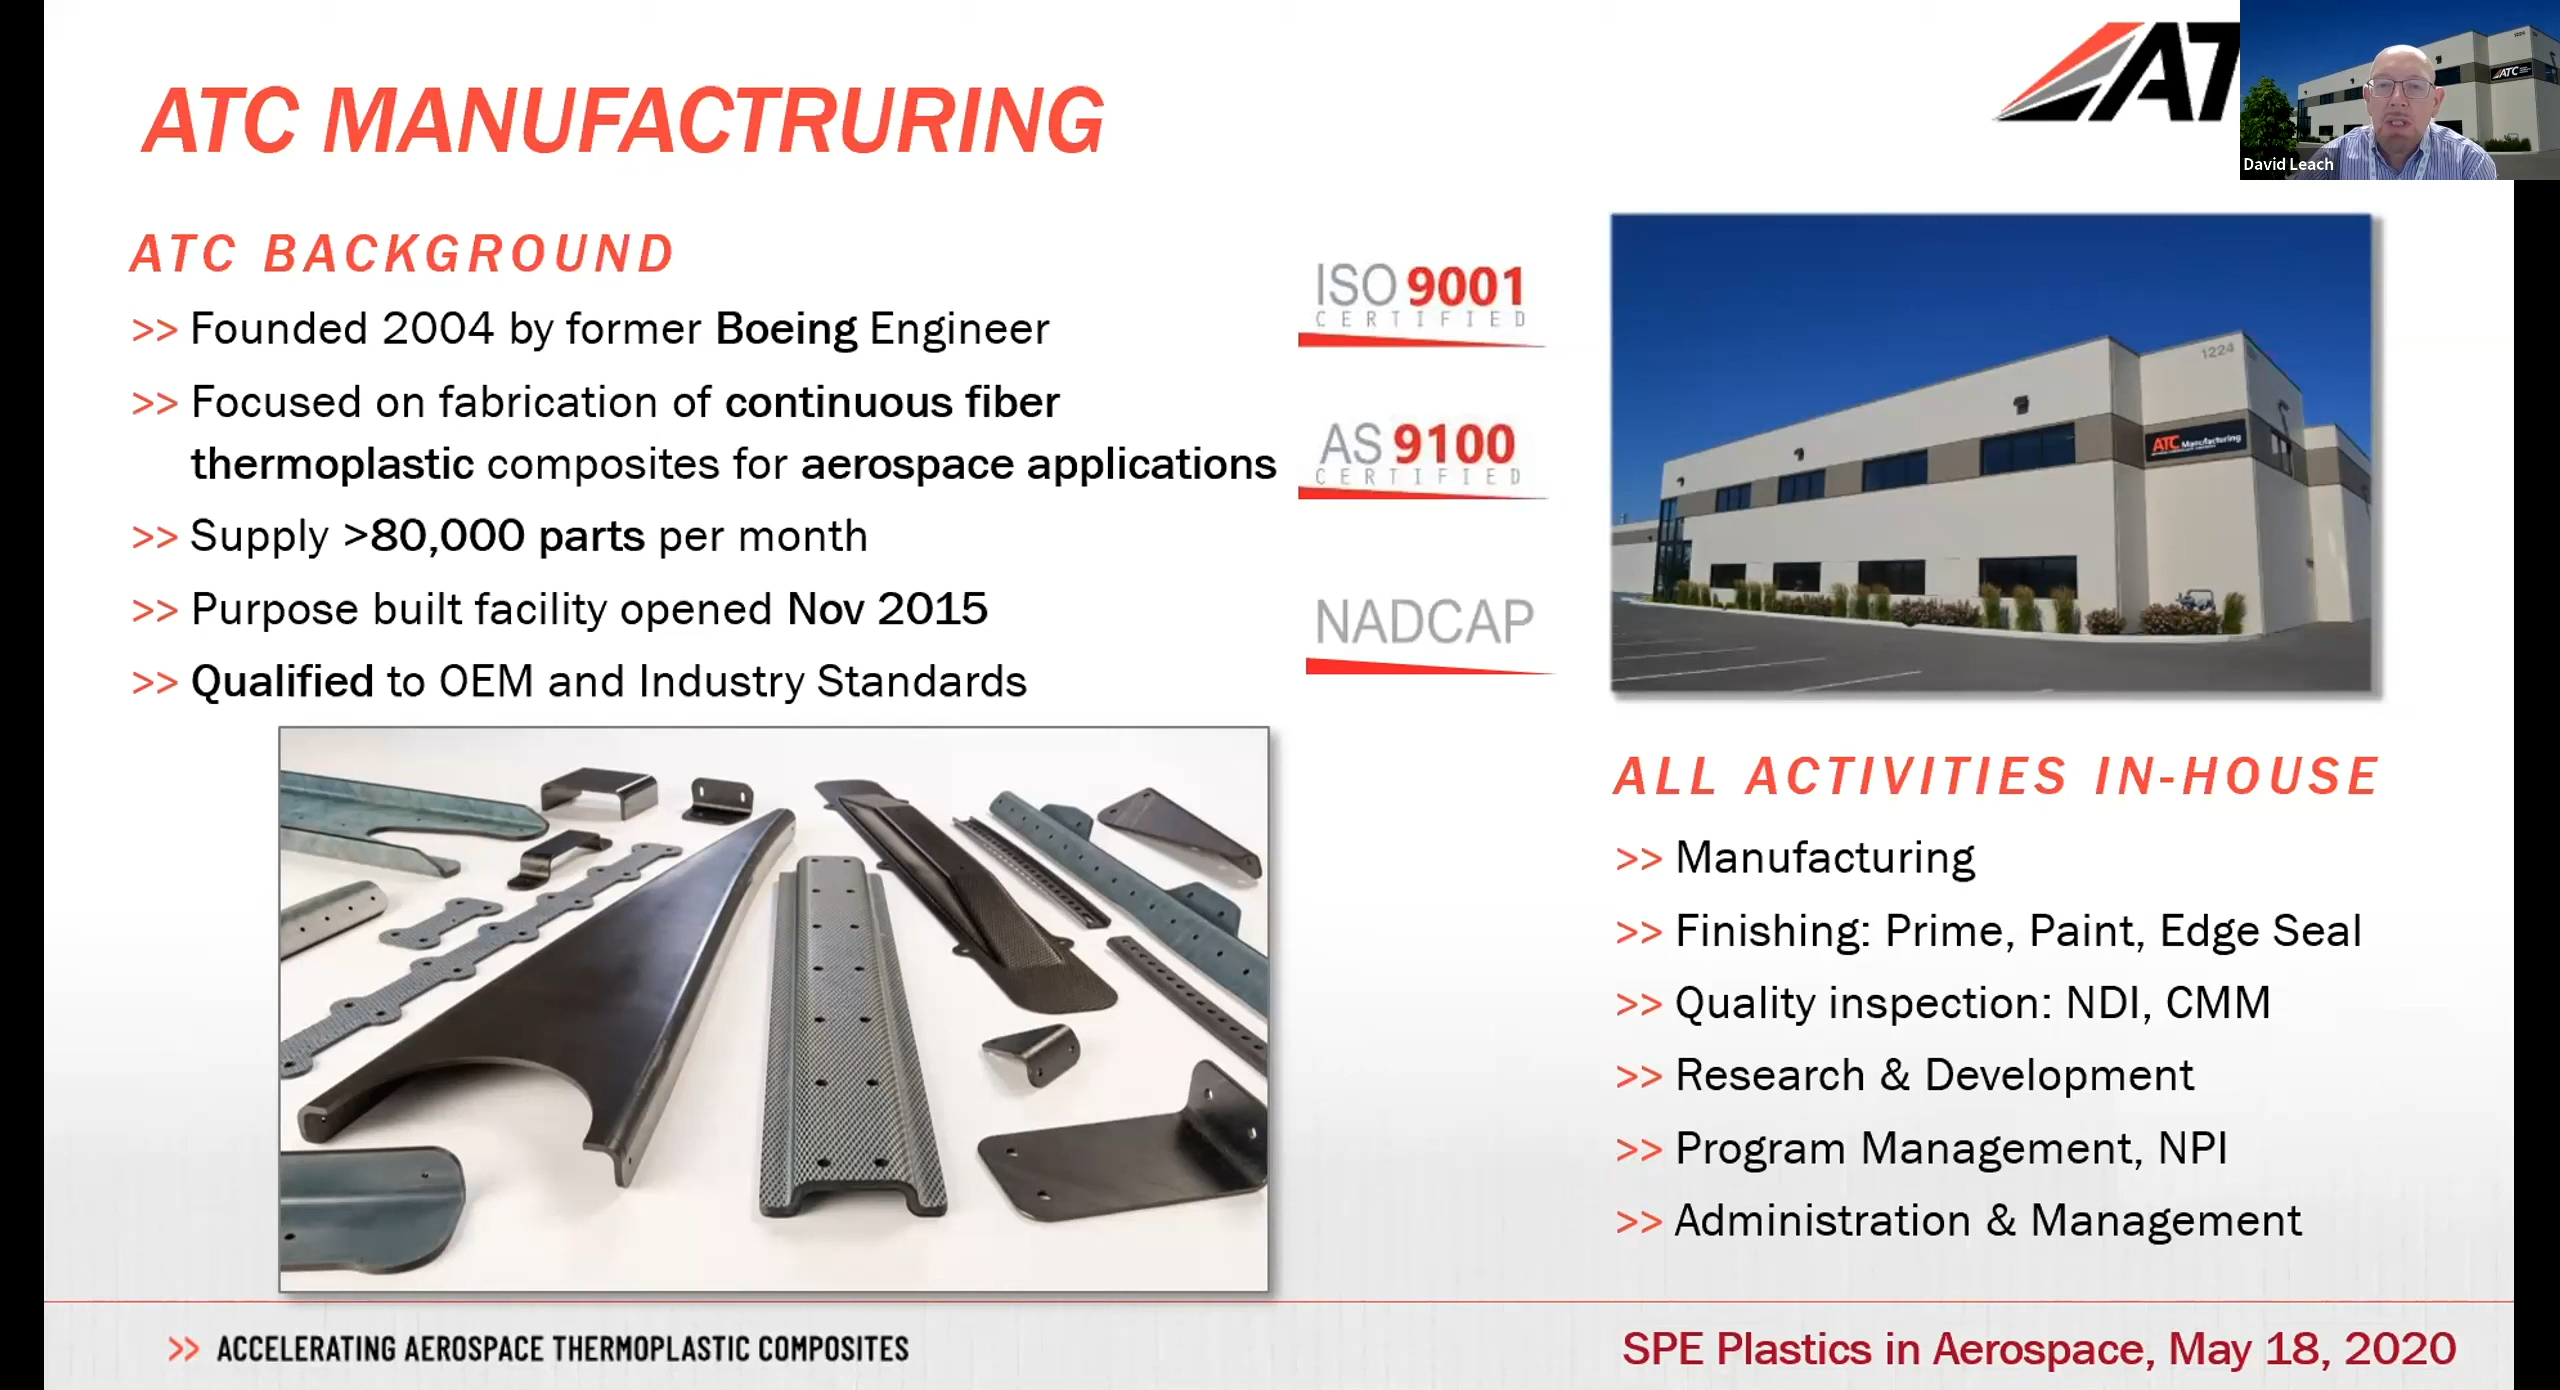 ATC MANUFACTRURING
AT
ATC
David Leach
ATC BACKGROUND
>> Founded 2004 by former Boeing Engineer
>> Focused on fabrication of continuous fiber
thermoplastic composites for aerospace applications
>> Supply >80,000 parts per month
>> Purpose built facility opened Nov 2015
>> Qualified to OEM and Industry Standards
ISO 9001
CERTIFIED
AS 9100
CERTIFIED
NADCAP
1224
ATC Manufacturing
ALL ACTIVITIES IN-HOUSE
>> Manufacturing
>> Finishing: Prime, Paint, Edge Seal
>> Quality inspection: NDI, CMM
>> Research & Development
>> Program Management, NPI
>> Administration & Management
>> ACCELERATING AEROSPACE THERMOPLASTIC COMPOSITES
SPE Plastics in Aerospace, May 18, 2020